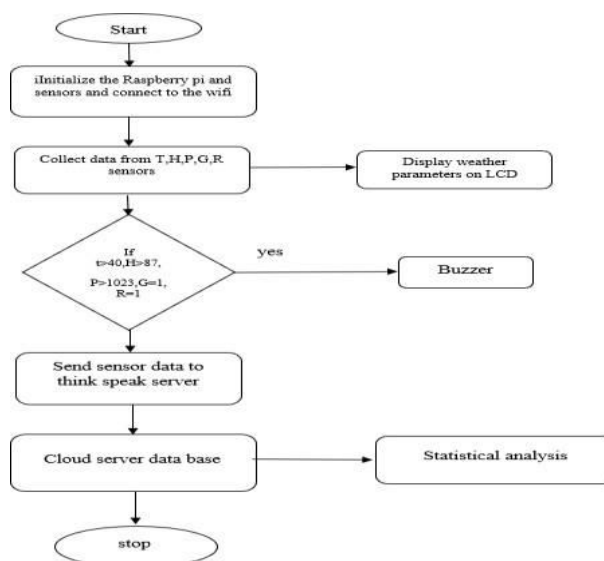 Start
iInitialize the Raspberry pi and
sensors and connect to the wifi
Collect data from T,H,P,G,R
sensors
Display weather
parameters on LCD
If
t>40,H>87,
P>1023,G=1,
R=1
yes
Buzzer
Send sensor data to
think speak server
Cloud server data base
Statistical analysis
stop